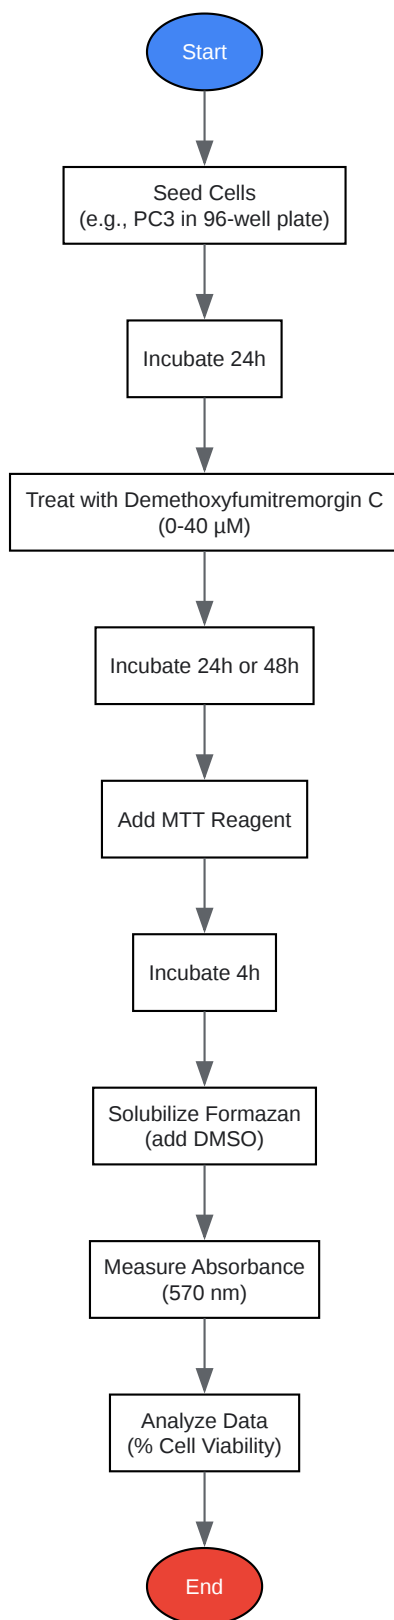 Start
Seed Cells
(e.g., PC3 in 96-well plate)
Incubate 24h
Treat with Demethoxyfumitremorgin C
(0-40 µM)
Incubate 24h or 48h
Add MTT Reagent
Incubate 4h
Solubilize Formazan
(add DMSO)
Measure Absorbance
(570 nm)
Analyze Data
(% Cell Viability)
End